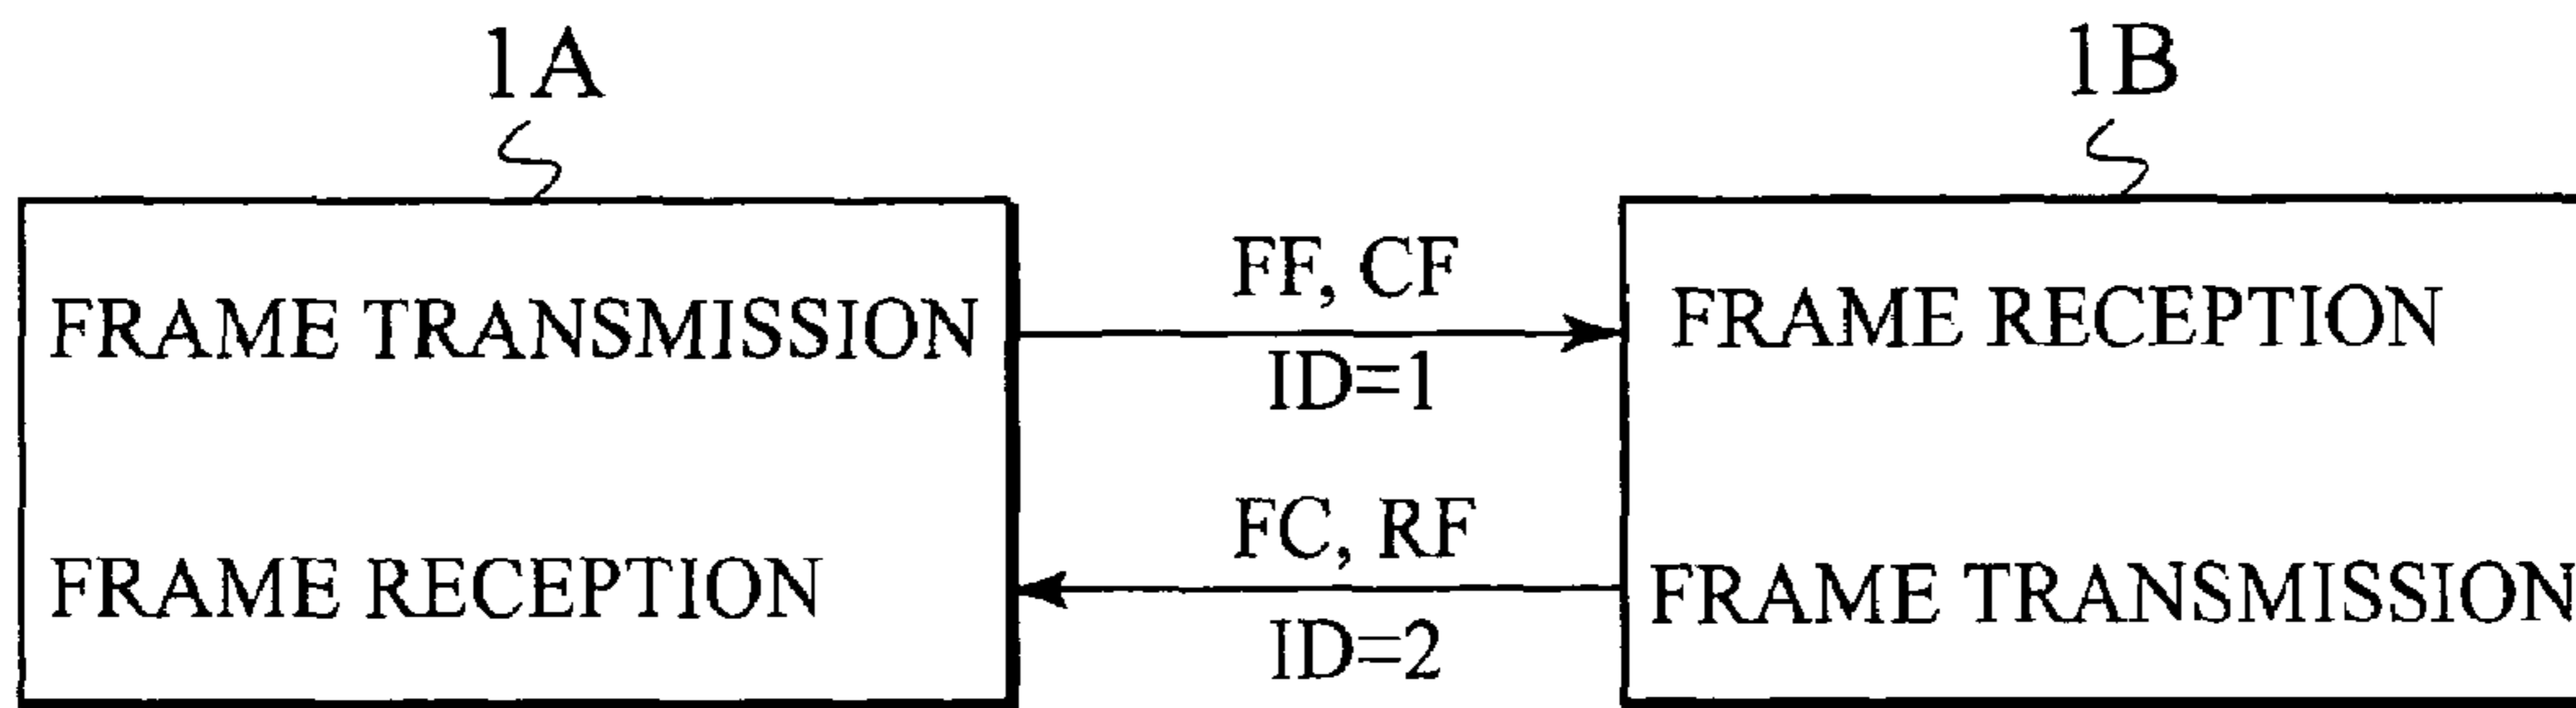 1A
1B
FF, CF
FRAME TRANSMISSION
FRAME RECEPTION
ID=1
FC, RF
FRAME RECEPTION
FRAME TRANSMISSION
ID=2